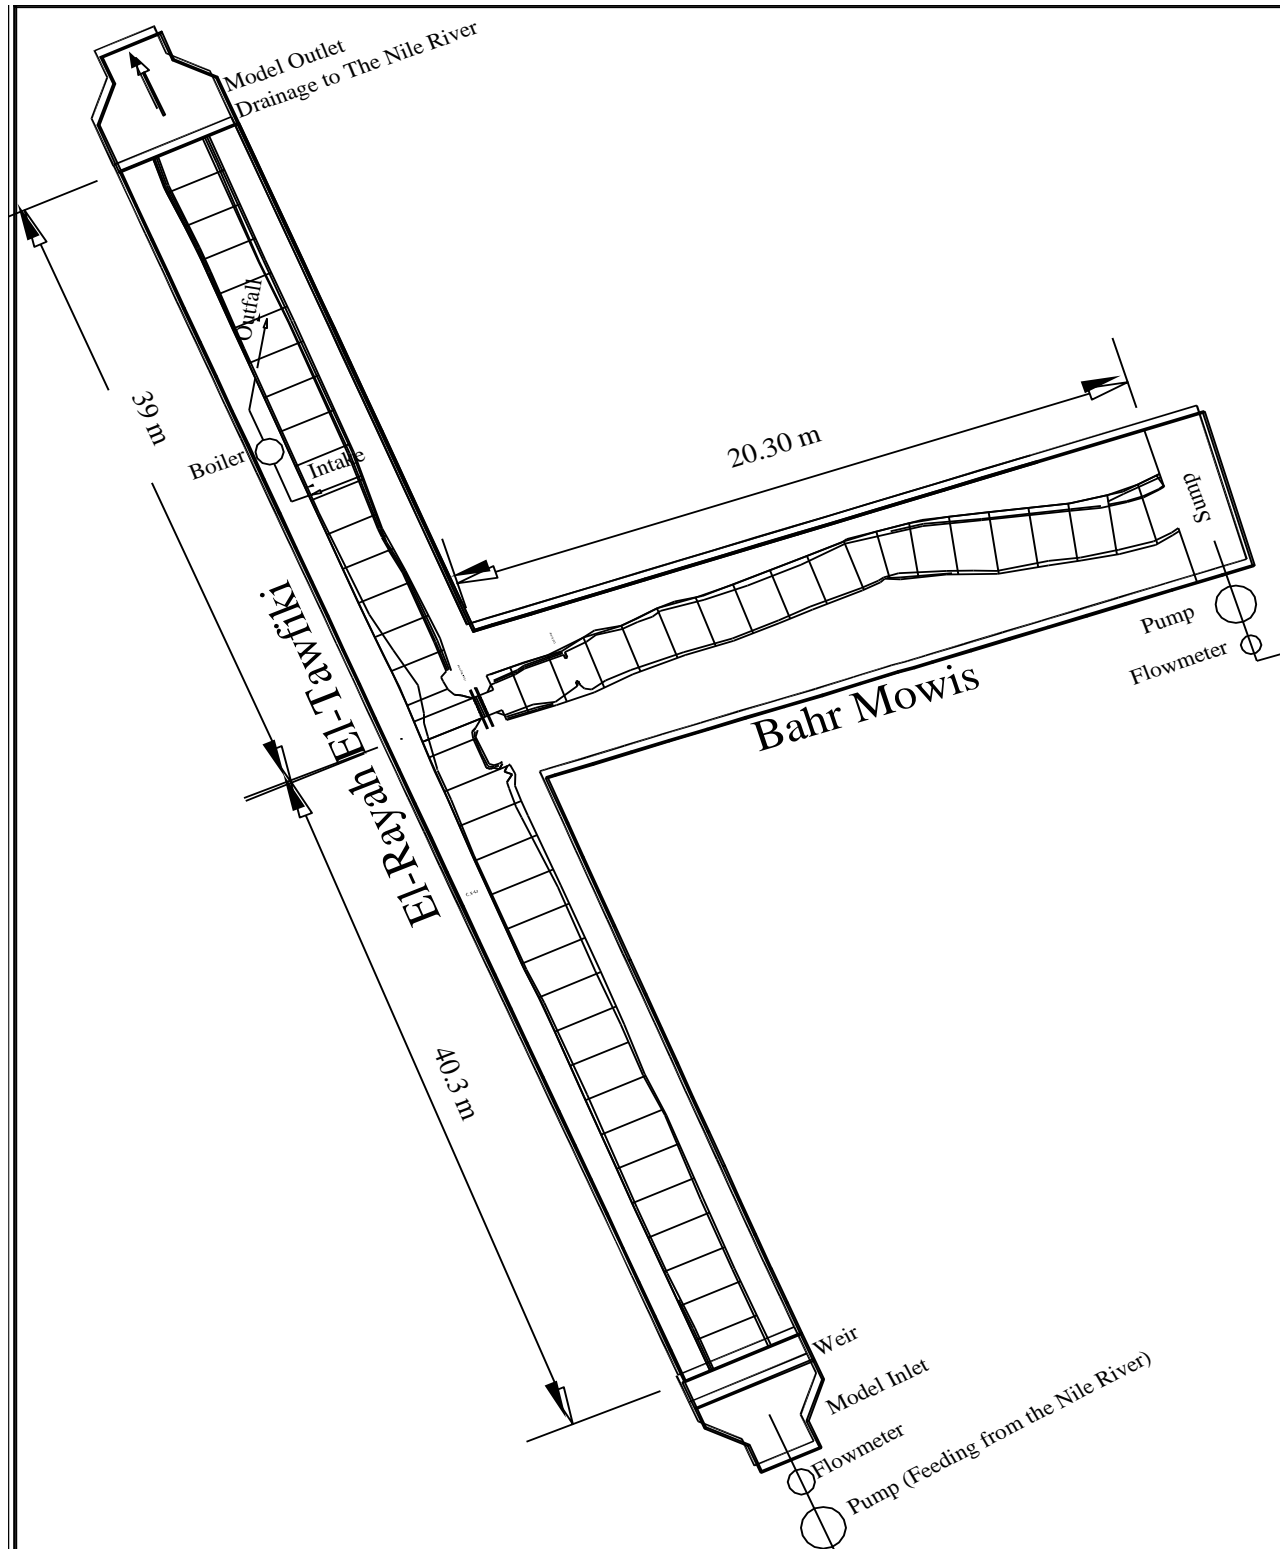 Model Outlet
Drainage to The Nile River
Outfall
39 m
Boiler
Intake
20.30 m
Sump
Pump
Flowmeter
El-Rayah El-Tawfiki
Bahr Mowis
40.3 m
Weir
Model Inlet
Flowmeter
Pump (Feeding from the Nile River)